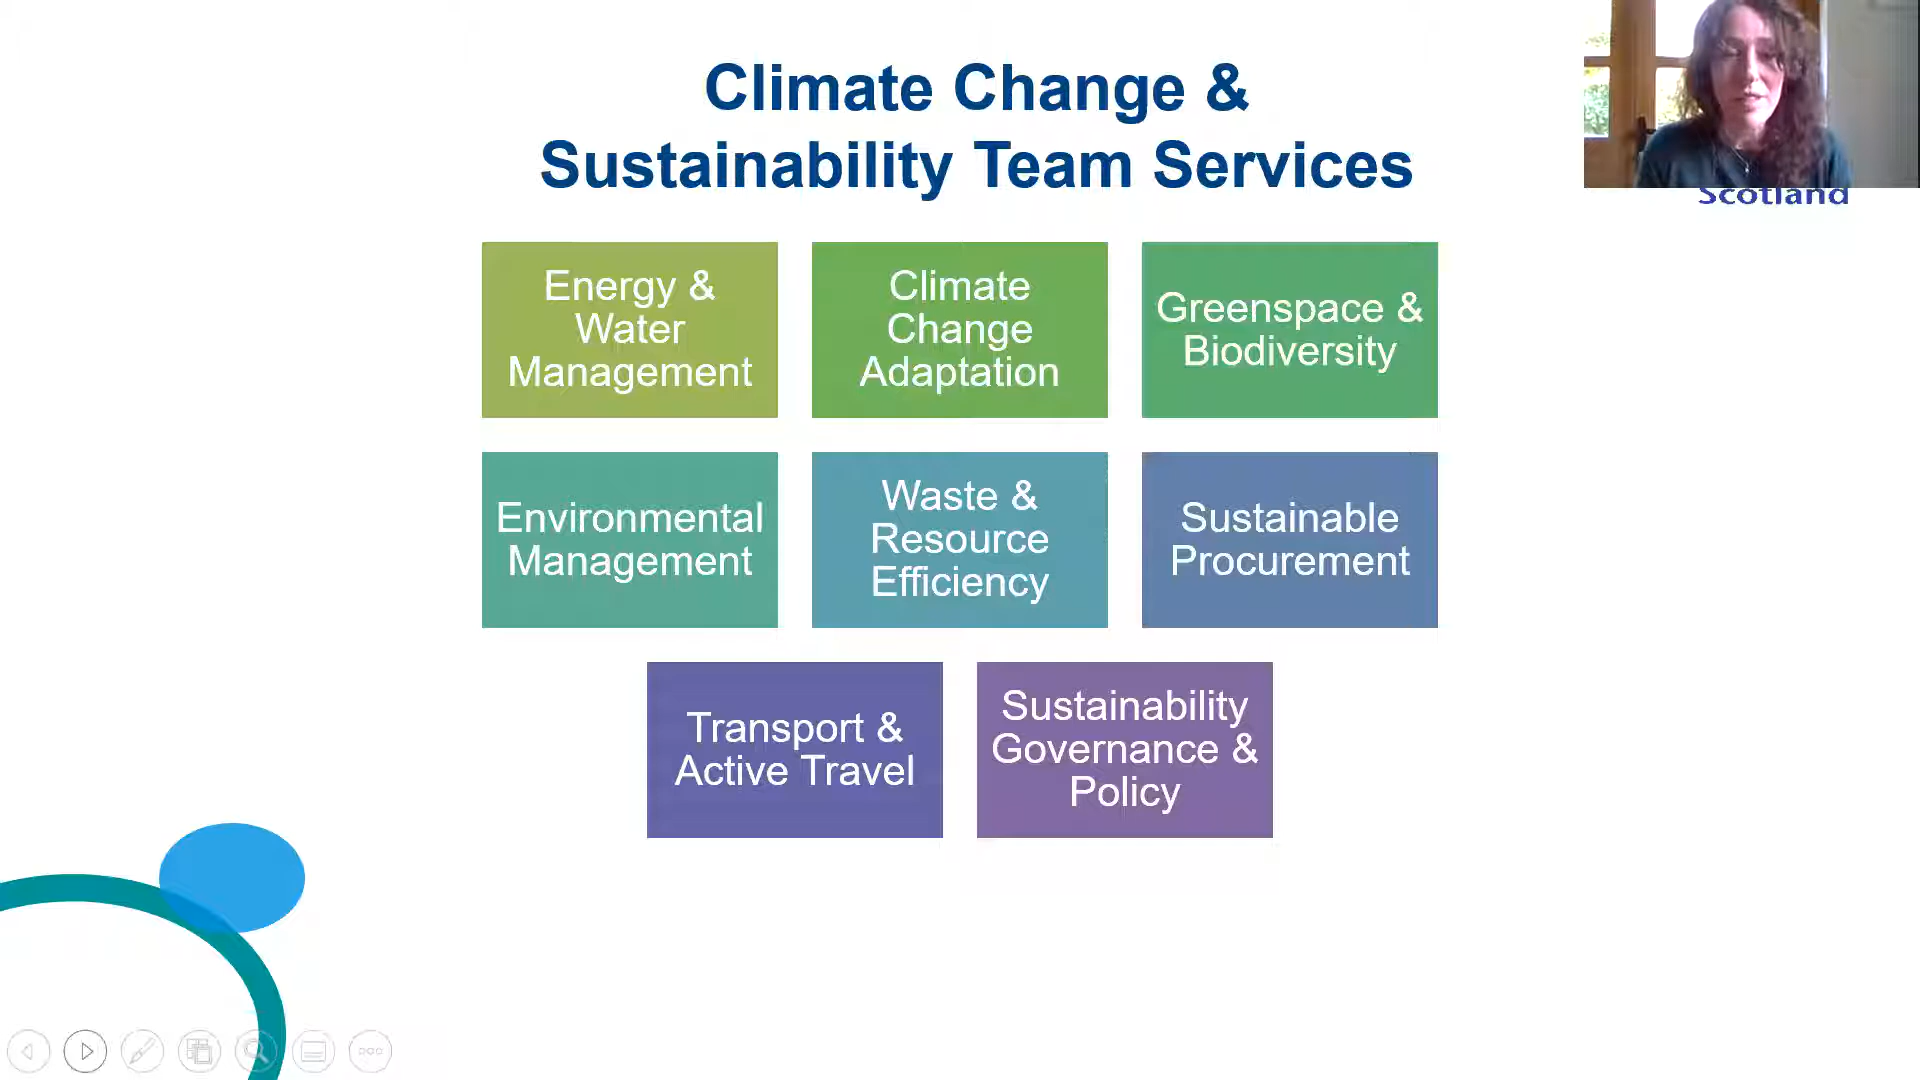 Climate Change &
Sustainability Team Services
Scotland
Energy &
Water
Management
Climate
Change
Adaptation
Greenspace &
Biodiversity
Environmental
Management
Waste &
Resource
Efficiency
Sustainable
Procurement
Transport &
Active Travel
Sustainability
Governance &
Policy